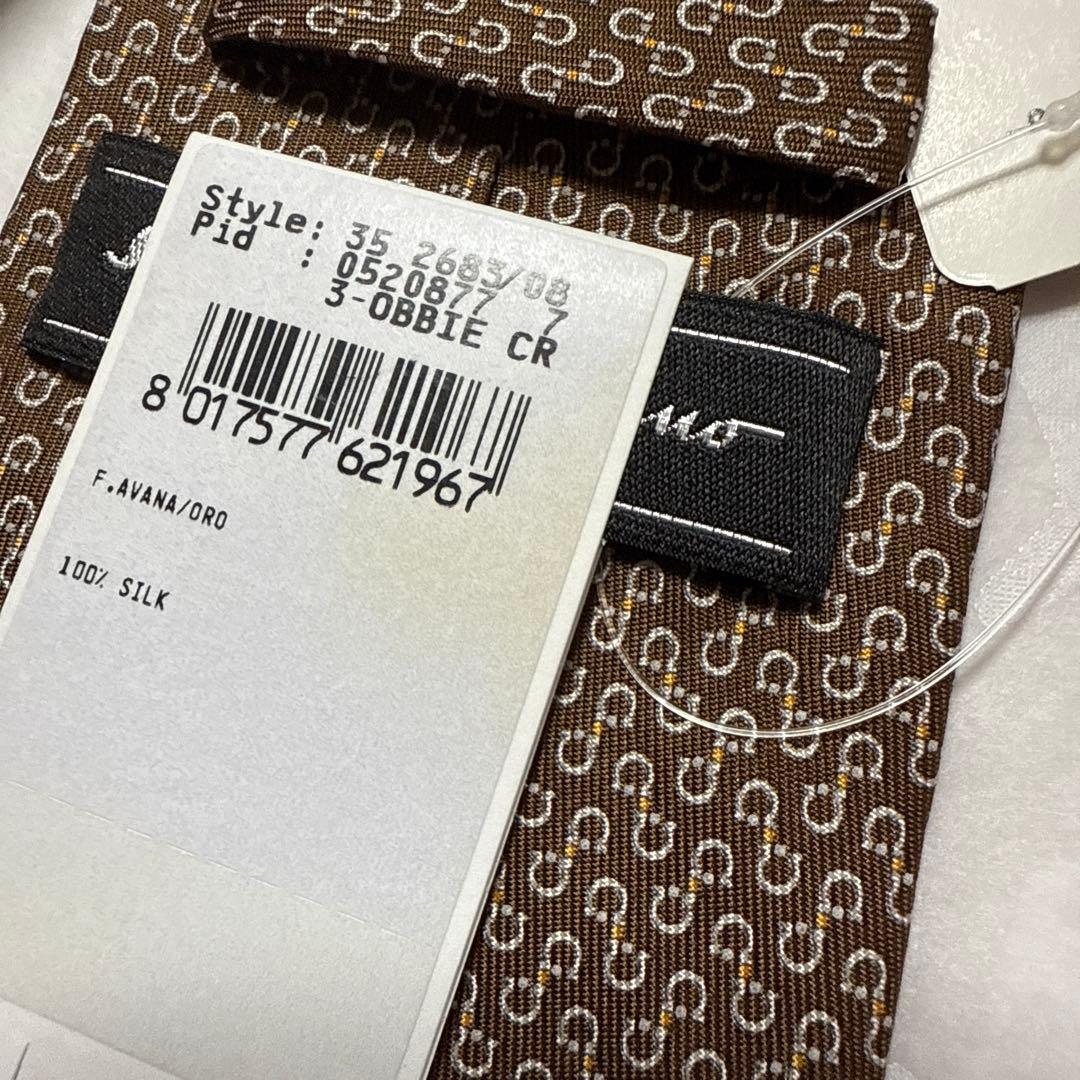 Style: 35 2683/08
Pid : 0520877 7
3-OBBIE CR
8 017577 621967
F.AVANA/ORO
100% SILK